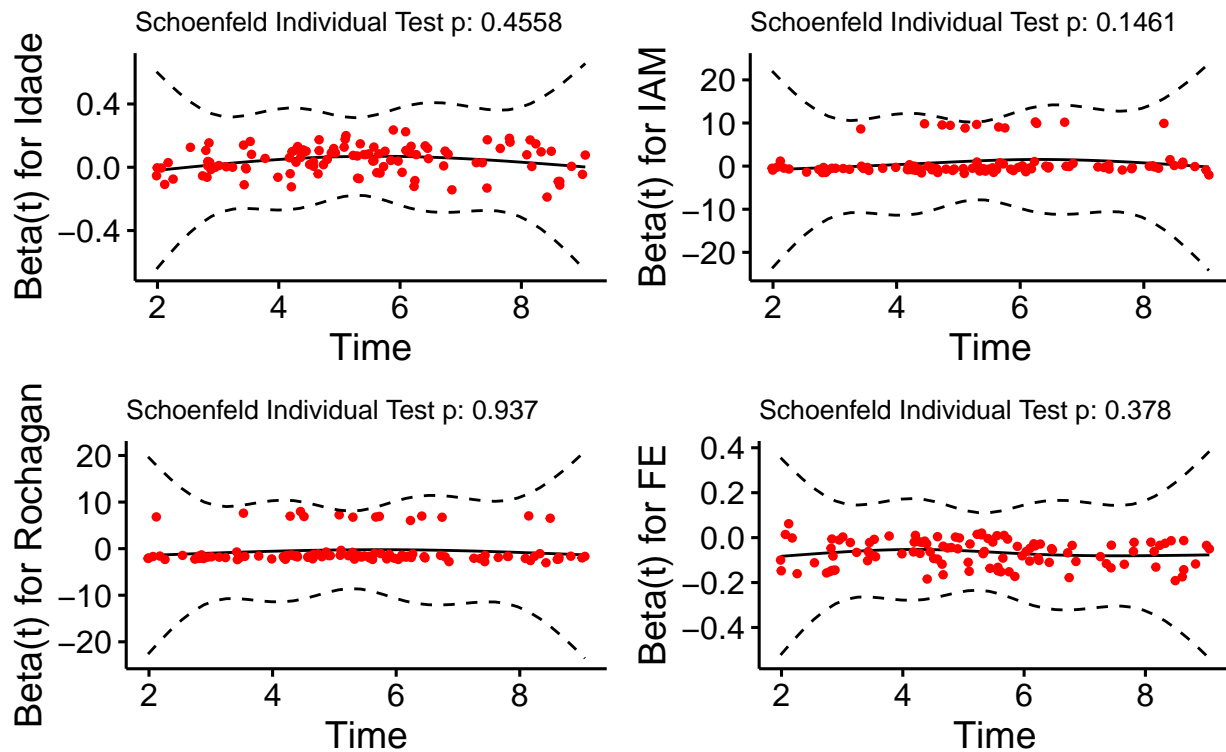 Schoenfeld Individual Test p: 0.4558
Beta(t) for Idade
0.4
0.0
−0.4
2 4 6 8
Time
Schoenfeld Individual Test p: 0.1461
Beta(t) for IAM
20
10
0
−10
−20
2 4 6 8
Time
Schoenfeld Individual Test p: 0.937
Beta(t) for Rochagan
20
10
0
−10
−20
2 4 6 8
Time
Schoenfeld Individual Test p: 0.378
Beta(t) for FE
0.4
0.2
−0.0
−0.2
−0.4
2 4 6 8
Time